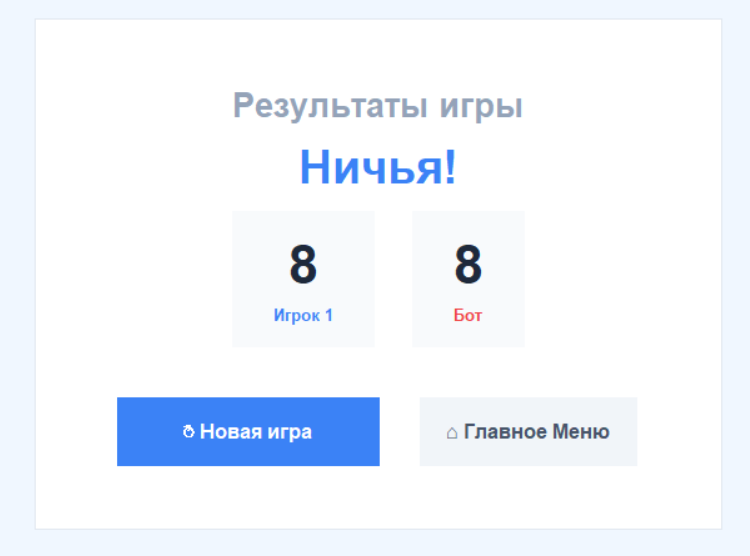 Результаты игры
Ничья!
8 8
Игрок 1 Бот
Новая игра ⌂ Главное Меню